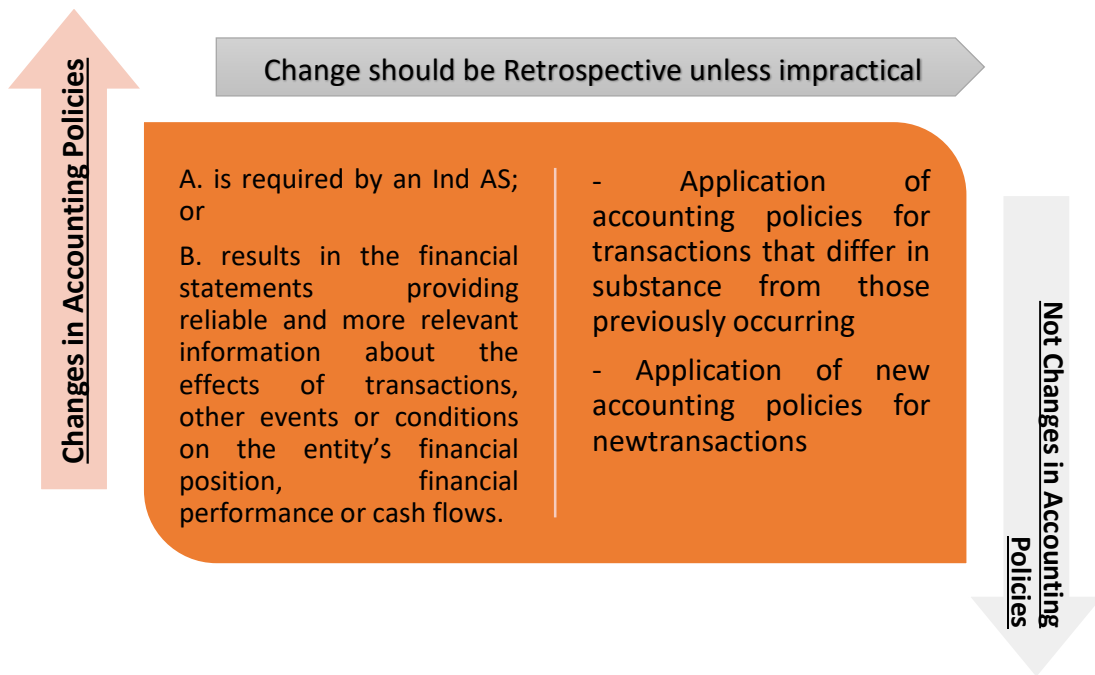 Change should be Retrospective unless impractical
Changes in Accounting Policies
A. is required by an Ind AS;
or
B. results in the financial
statements providing
reliable and more relevant
information about the
effects of transactions,
other events or conditions
on the entity’s financial
position, financial
performance or cash flows.
- Application of
accounting policies for
transactions that differ in
substance from those
previously occurring
- Application of new
accounting policies for
newtransactions
Not Changes in Accounting
Policies